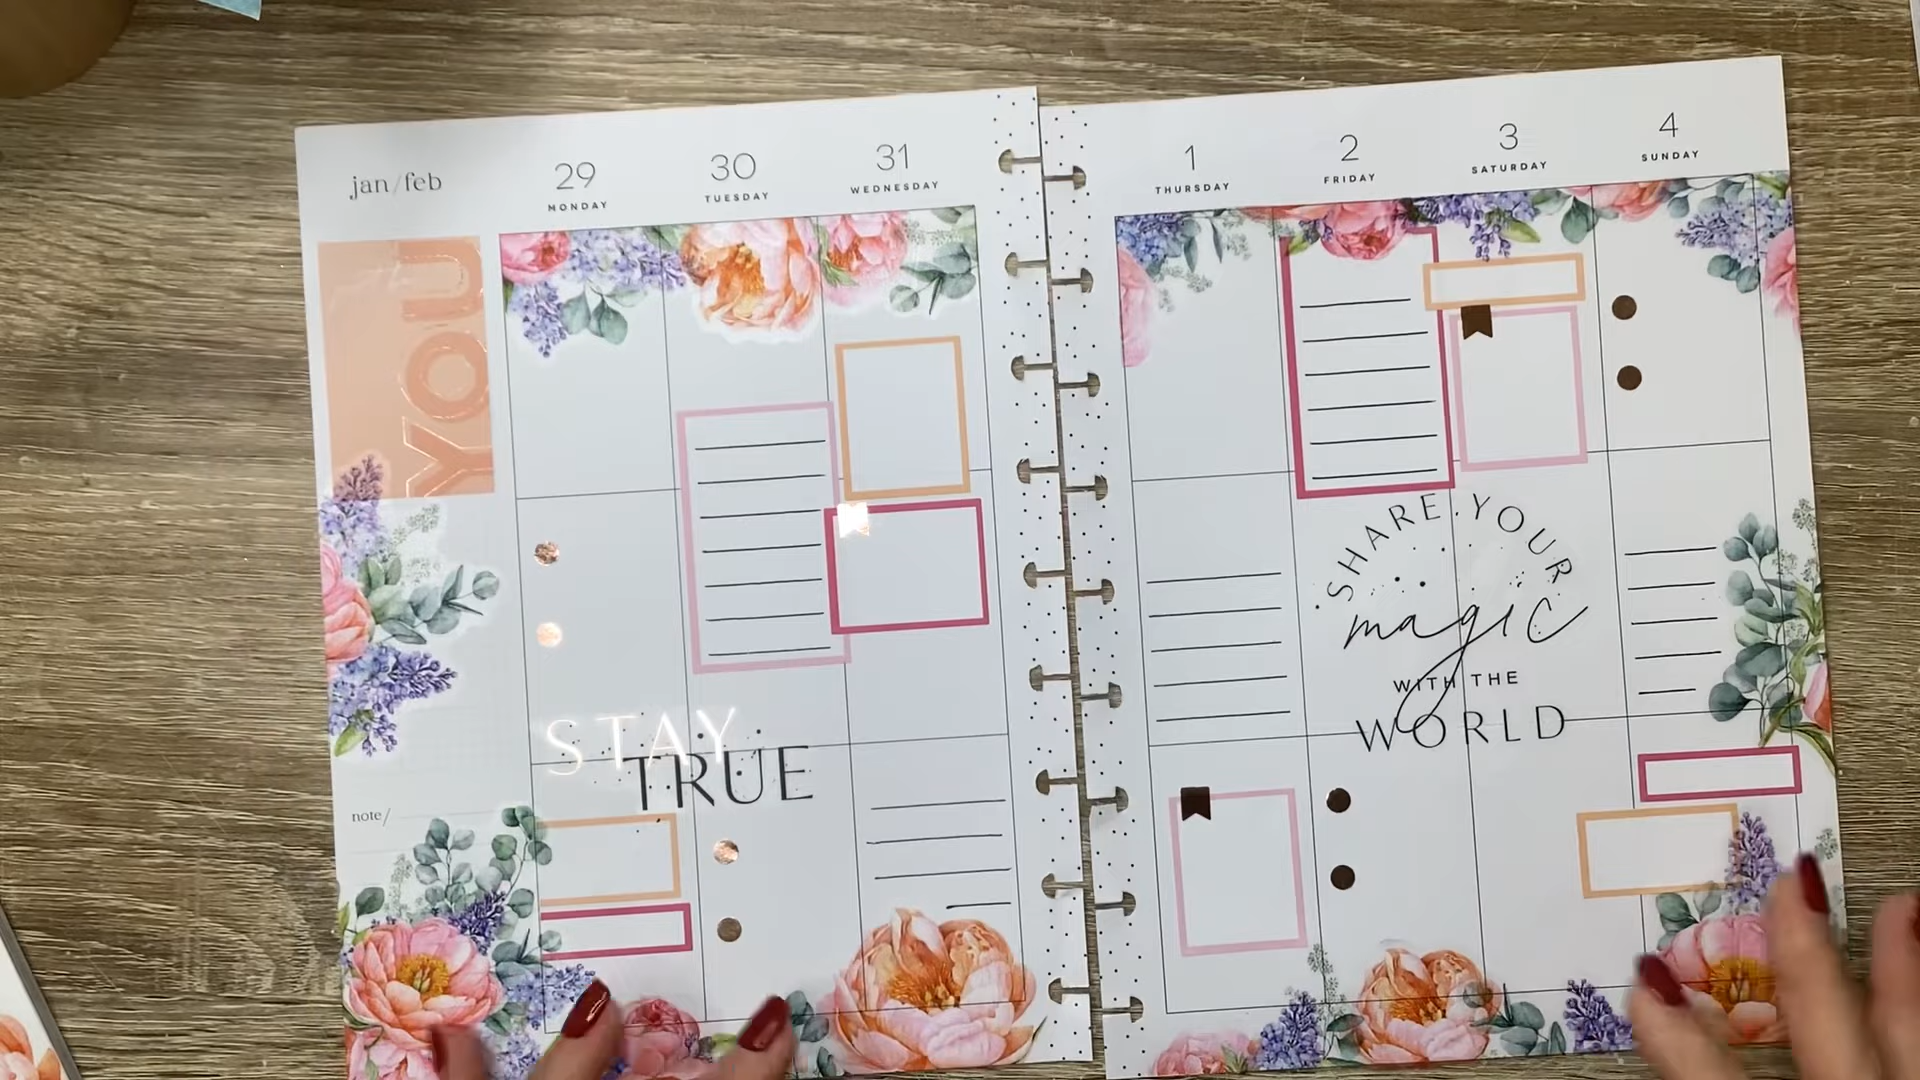 jan/feb
29
MONDAY
30
TUESDAY
31
WEDNESDAY
1
THURSDAY
2
FRIDAY
3
SATURDAY
4
SUNDAY
YOU
STAY
TRUE
note/
SHARE YOUR
magic
WITH THE
WORLD